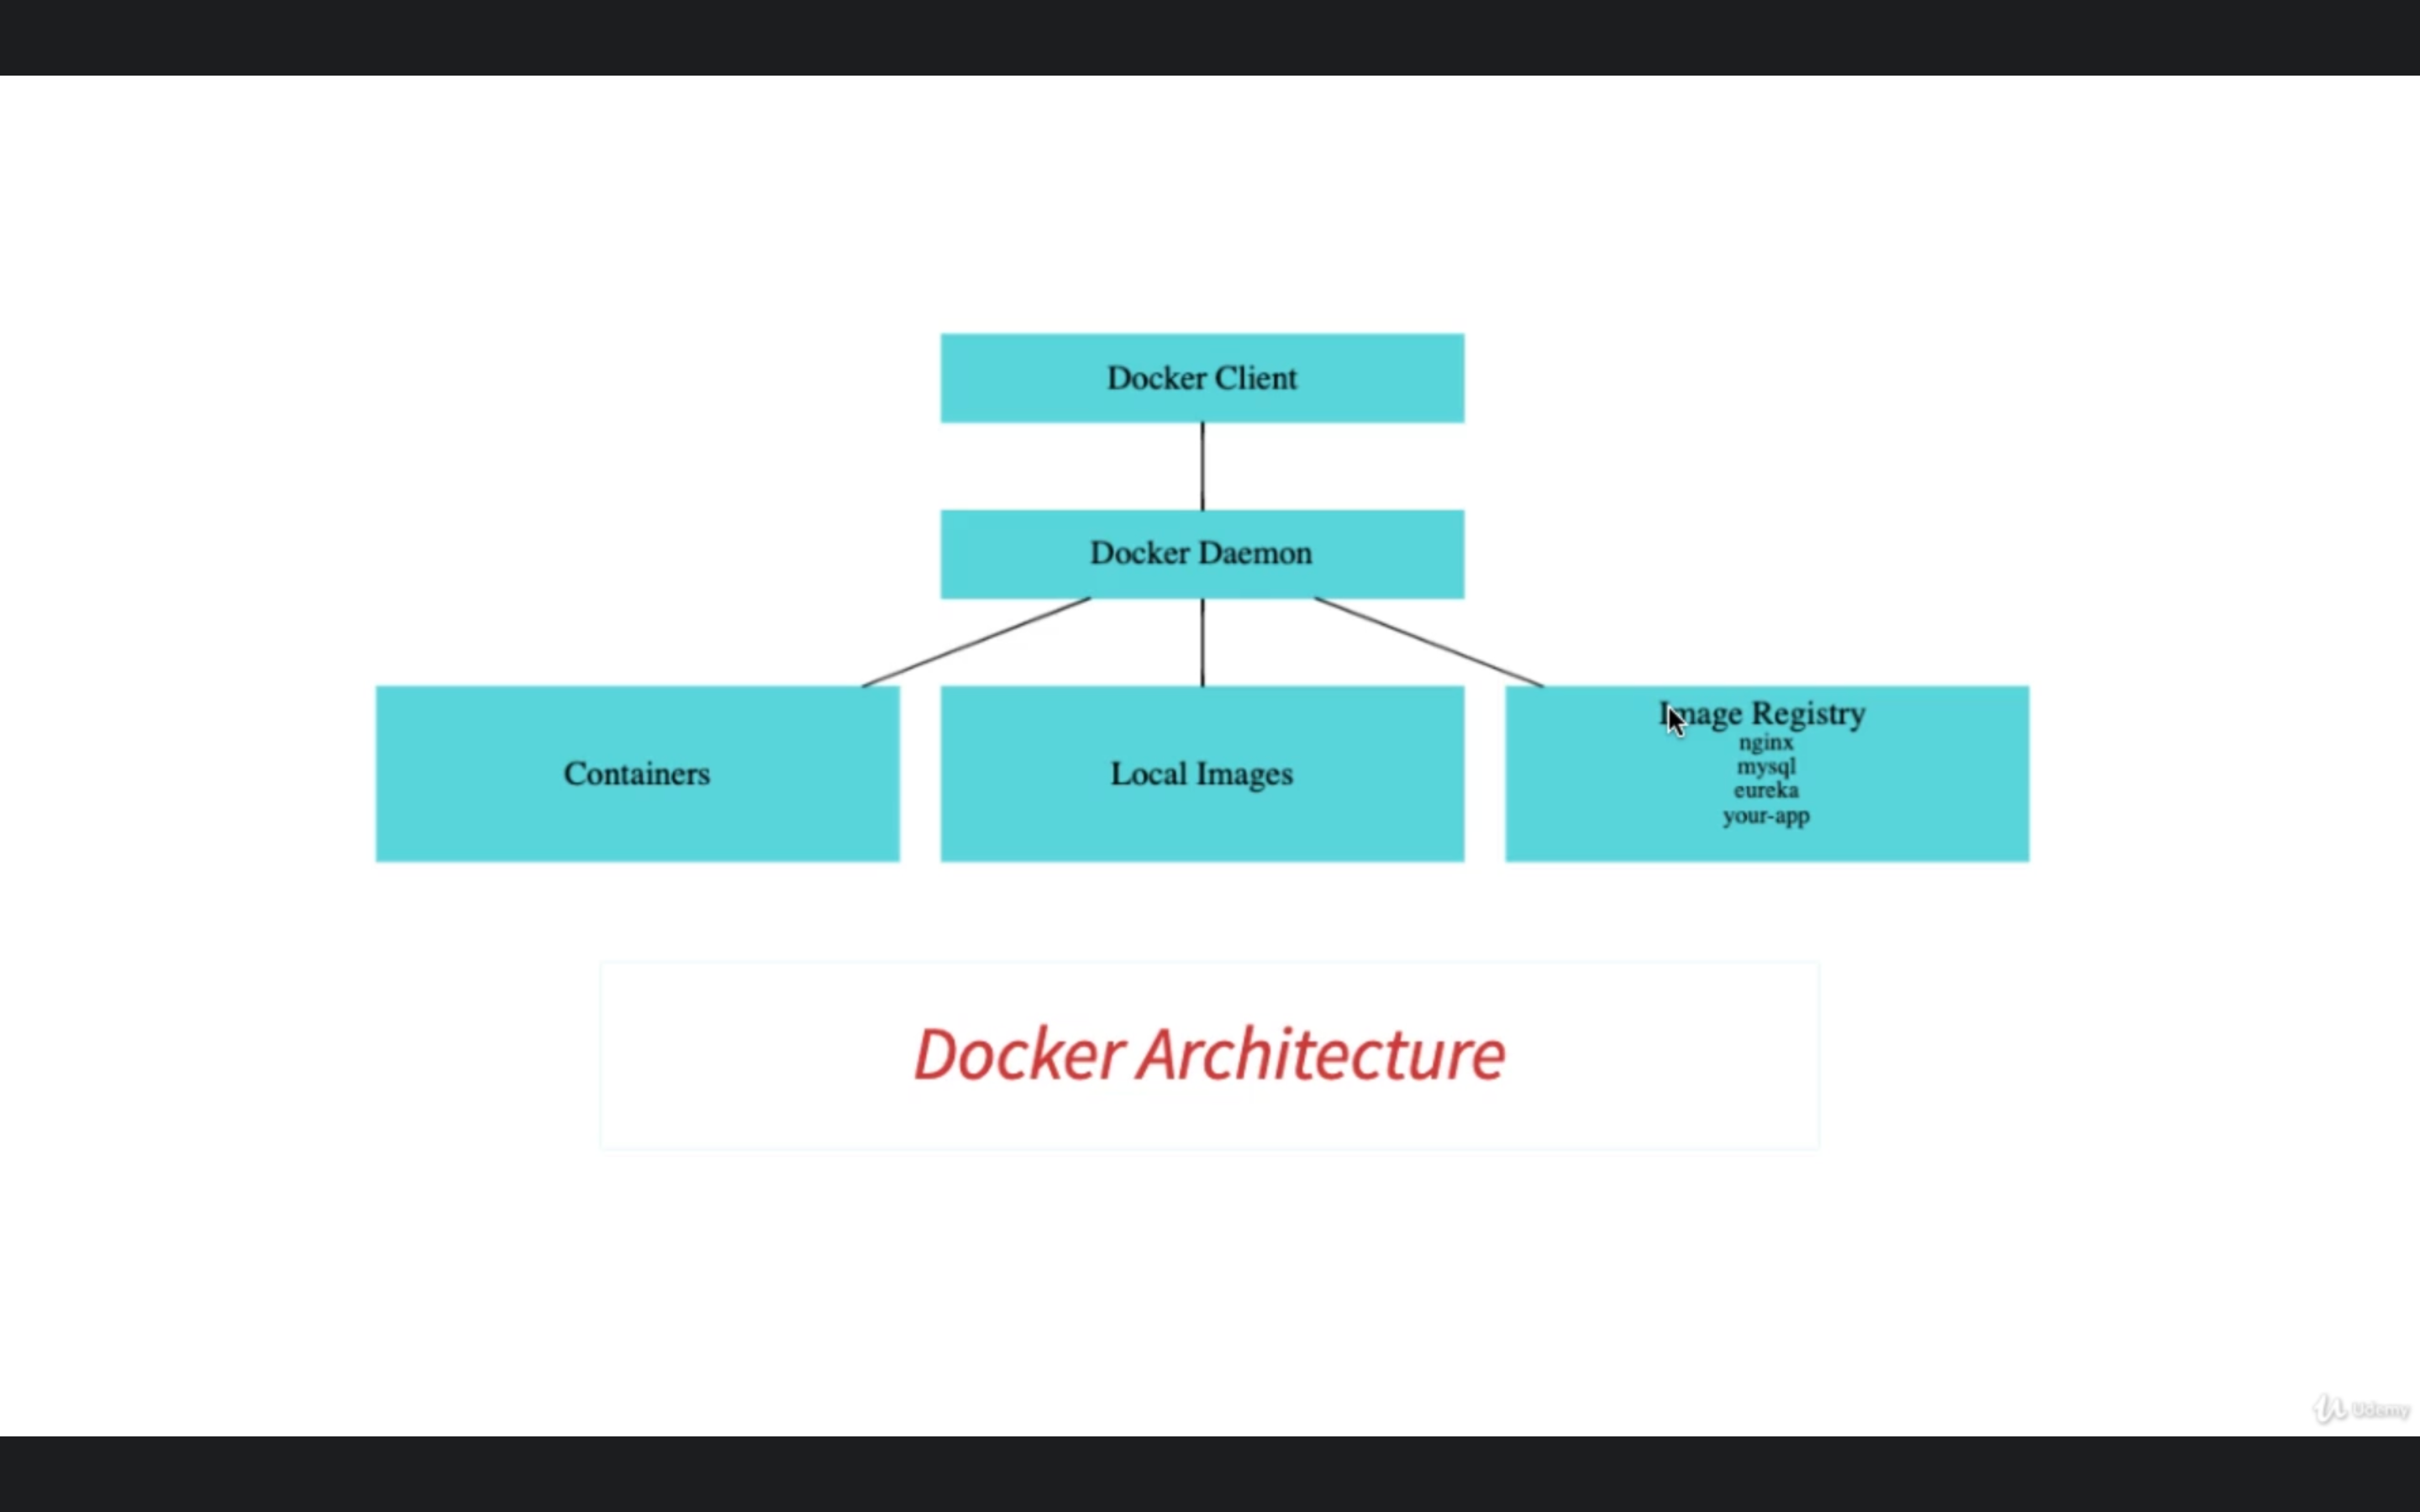 Docker Client
Docker Daemon
Containers
Local Images
Image Registry
nginx
mysql
eureka
your-app
Docker Architecture
Udemy